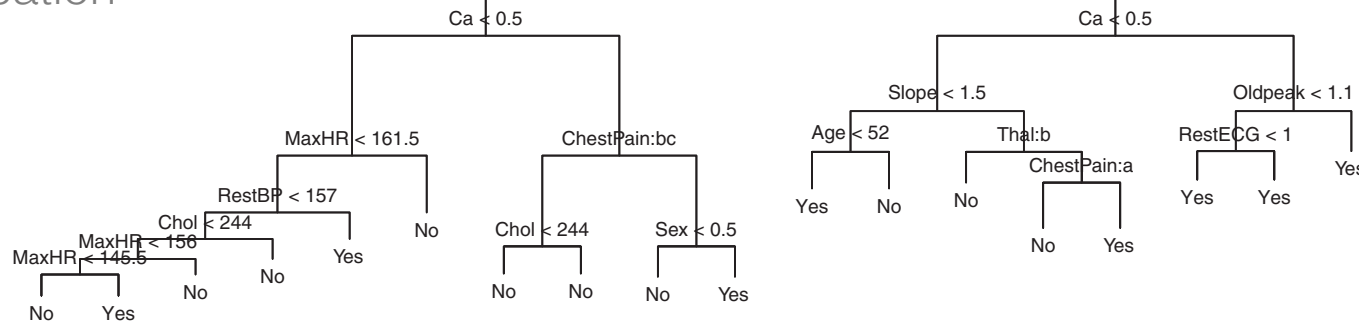 Ca < 0.5
MaxHR < 161.5
ChestPain:bc
RestBP < 157
Chol < 244
MaxHR < 156
MaxHR < 145.5
No
Yes
No
No
Yes
No
Chol < 244
Sex < 0.5
No
No
No
Yes
Ca < 0.5
Slope < 1.5
Oldpeak < 1.1
Age < 52
Thal:b
RestECG < 1
ChestPain:a
Yes
No
No
No
Yes
Yes
Yes
Yes